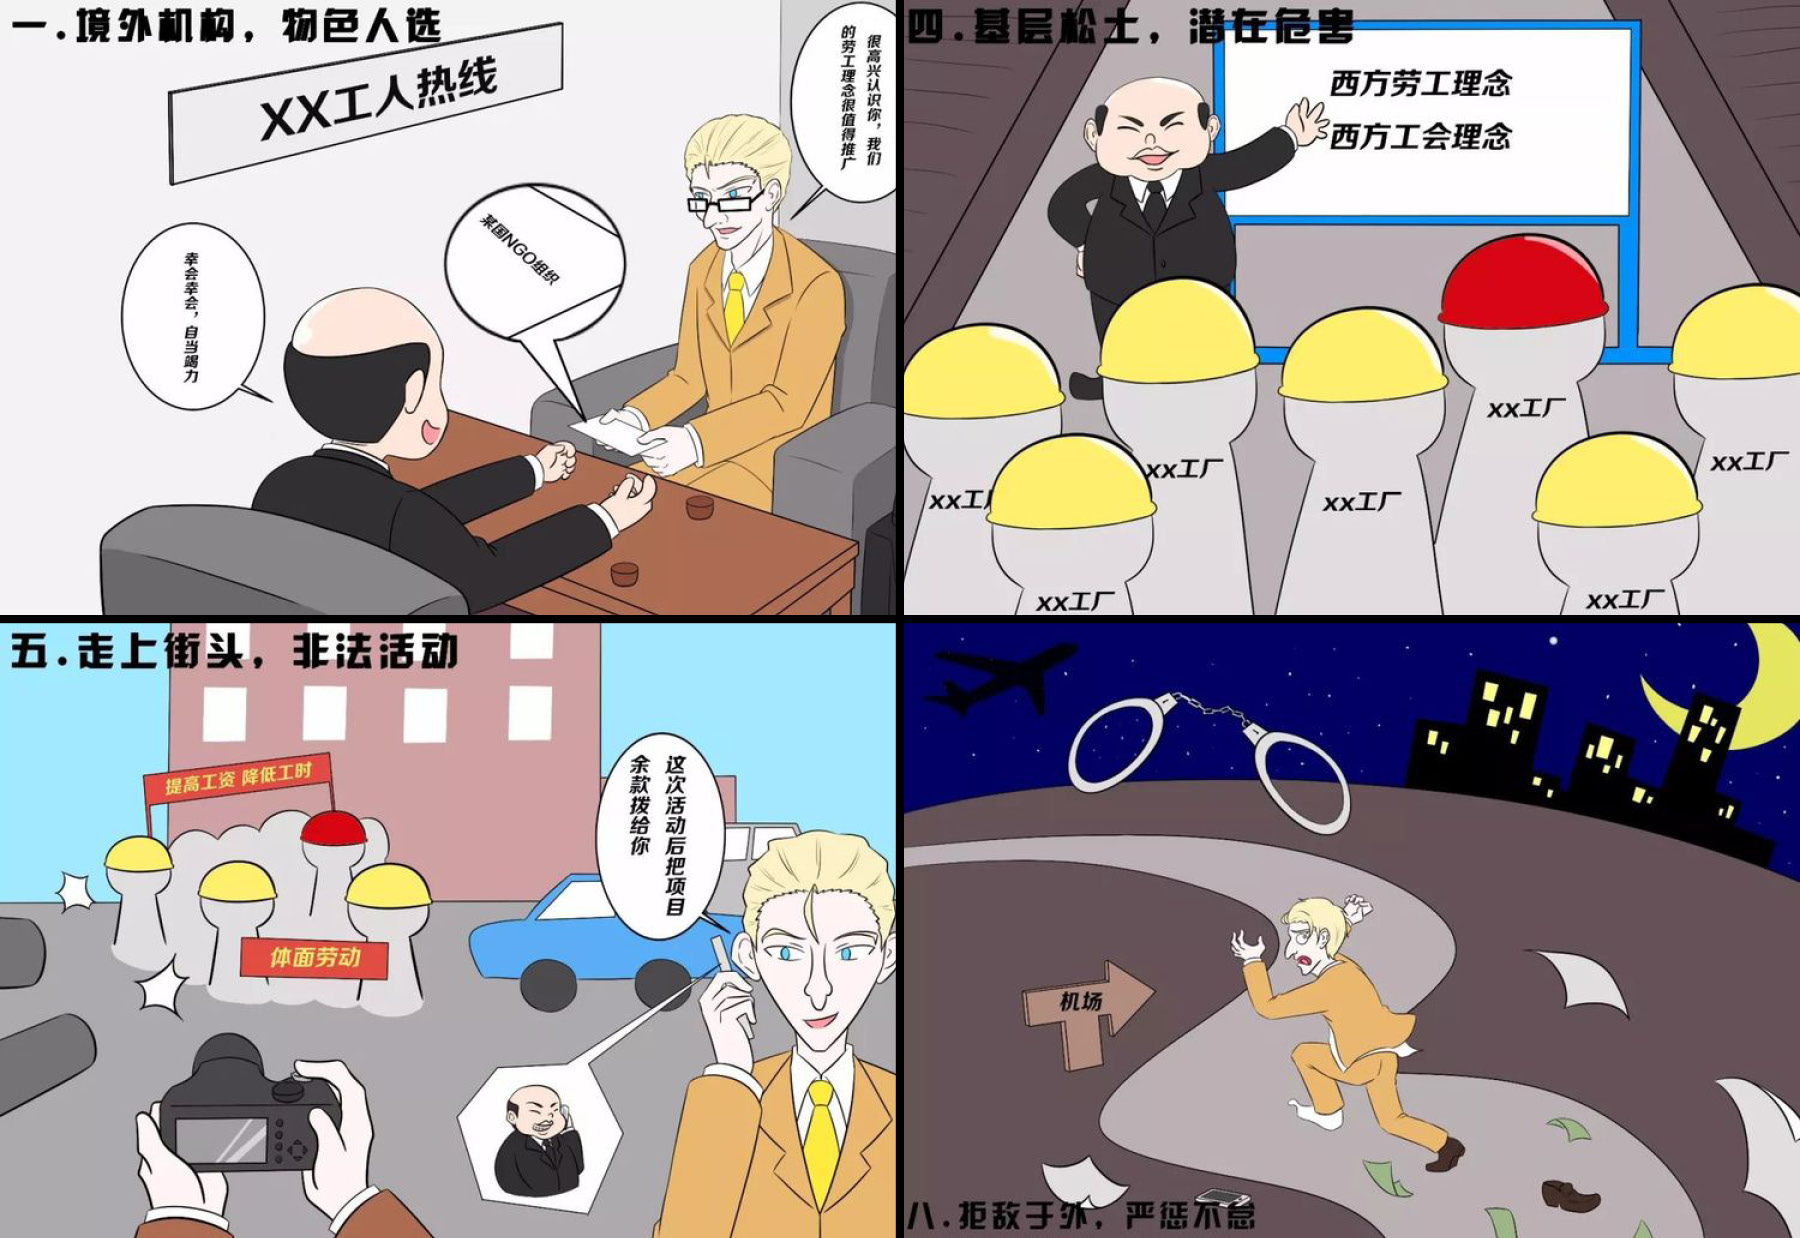 一.境外机构，物色人选
XX工人热线
很高兴认识你，我们
的劳工理念很值得推广
某国NGO组织
幸会幸会，自当竭力
四.基层松土，潜在危害
西方劳工理念
西方工会理念
xx工厂
xx工厂
xx工厂
xx工厂
xx工厂
xx工厂
xx工厂
五.走上街头，非法活动
提高工资 降低工时
体面劳动
这次活动后把项目
余款拨给你
机场
八.拒敌于外，严惩不怠